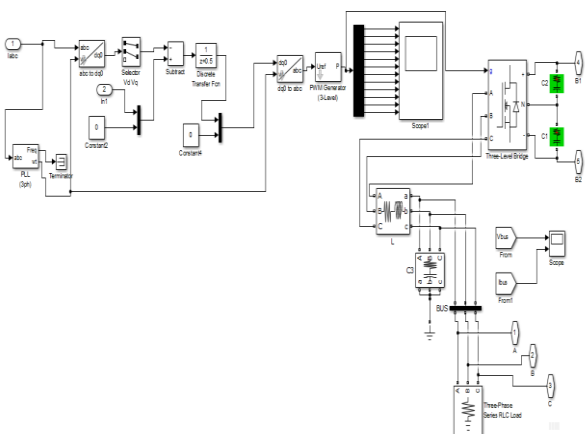 1
Iabc
abc
dq0
abc to dq0
Selector
Vd Vq
-
+
Subtract
1
z+0.5
Discrete
Transfer Fcn
2
In1
0
Constant2
0
Constant4
abc
Freq
wt
PLL
(3ph)
Terminator
dq0
abc
dq0 to abc
Uref
P
PWM Generator
(3-Level)
Scope1
g
A
B
C
+
N
-
Three-Level Bridge
C2
C1
4
B1
5
B2
A
B
C
a
b
c
L
A
B
C
a
b
c
C3
Vbus
From
Ibus
From1
Scope
BUS
1
A
2
B
3
C
A
B
C
Three-Phase
Series RLC Load